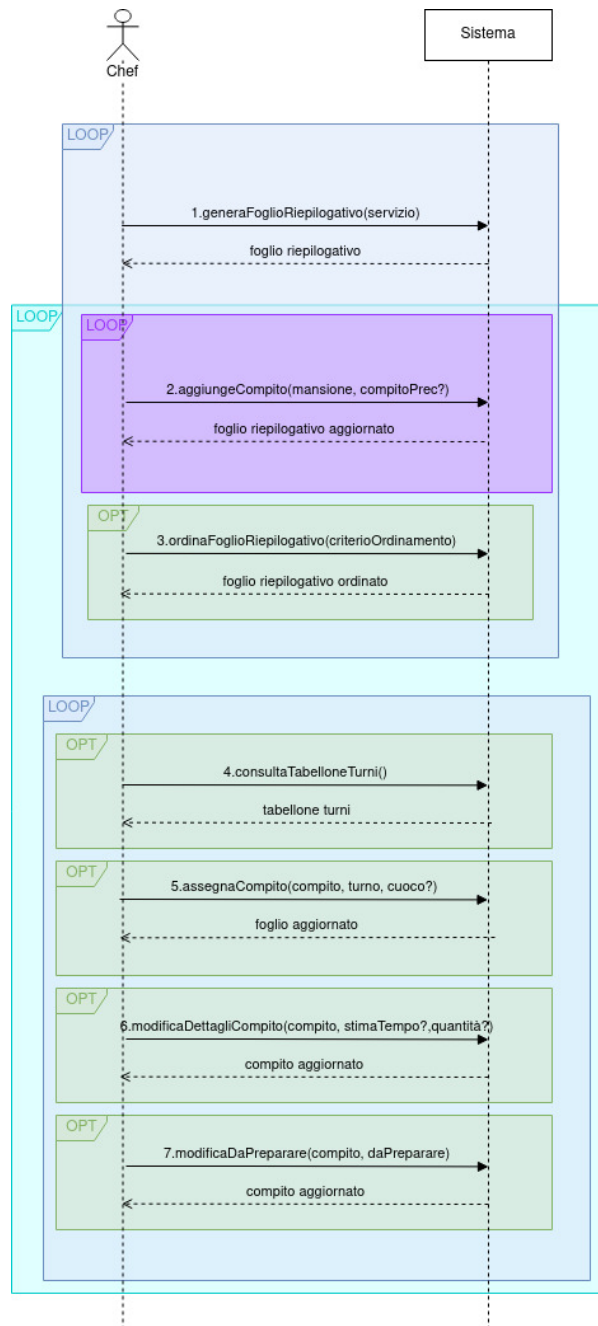 Sistema
Chef
LOOP
1.generaFoglioRiepilogativo(servizio)
foglio riepilogativo
LOOP
LOOP
2.aggiungeCompito(mansione, compitoPrec?)
foglio riepilogativo aggiornato
OPT
3.ordinaFoglioRiepilogativo(criterioOrdinamento)
foglio riepilogativo ordinato
LOOP
OPT
4.consultaTabelloneTurni()
tabellone turni
OPT
5.assegnaCompito(compito, turno, cuoco?)
foglio aggiornato
OPT
6.modificaDettagliCompito(compito, stimaTempo?,quantità?)
compito aggiornato
OPT
7.modificaDaPreparare(compito, daPreparare)
compito aggiornato